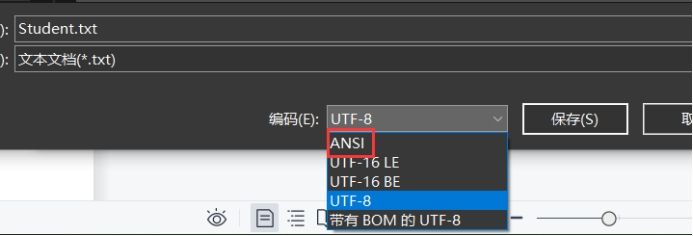 ): Student.txt
): 文本文档(*.txt)
编码(E): UTF-8 保存(S) 取
ANSI
UTF-16 LE
UTF-16 BE
UTF-8
带有 BOM 的 UTF-8